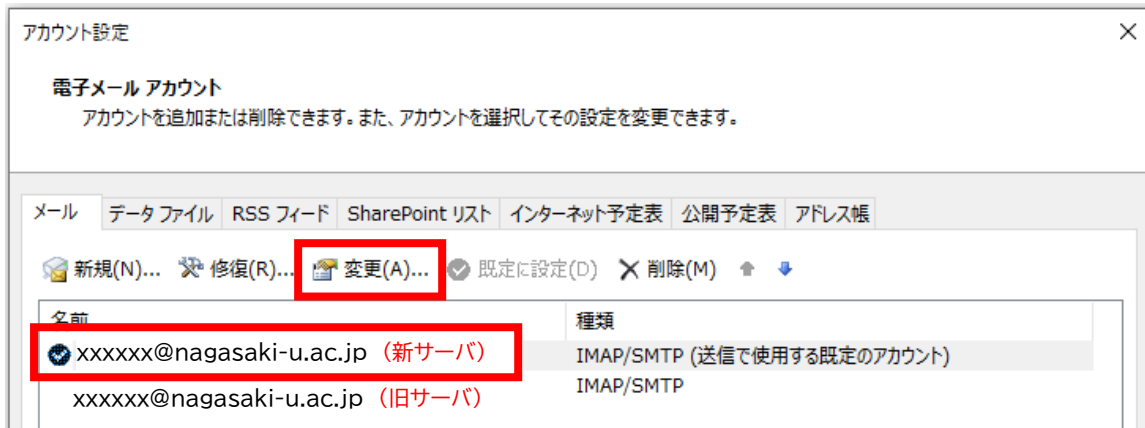 アカウント設定
電子メール アカウント
アカウントを追加または削除できます。また、アカウントを選択してその設定を変更できます。
メール データ ファイル RSS フィード SharePoint リスト インターネット予定表 公開予定表 アドレス帳
新規(N)... 修復(R)... 変更(A)... 既定に設定(D) 削除(M)
名前 種類
xxxxxx@nagasaki-u.ac.jp（新サーバ） IMAP/SMTP (送信で使用する既定のアカウント)
xxxxxx@nagasaki-u.ac.jp（旧サーバ） IMAP/SMTP